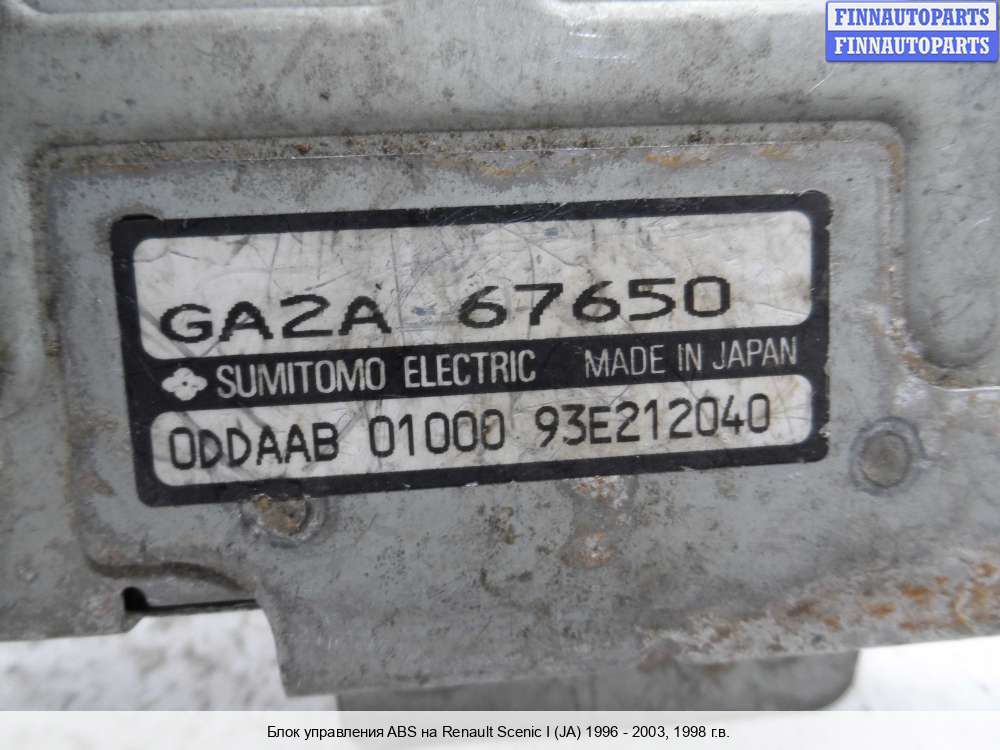 FINNAUTOPARTS
FINNAUTOPARTS
GA2A 67650
SUMITOMO ELECTRIC MADE IN JAPAN
0DDAAB 01000 93E212040
Блок управления ABS на Renault Scenic I (JA) 1996 - 2003, 1998 г.в.